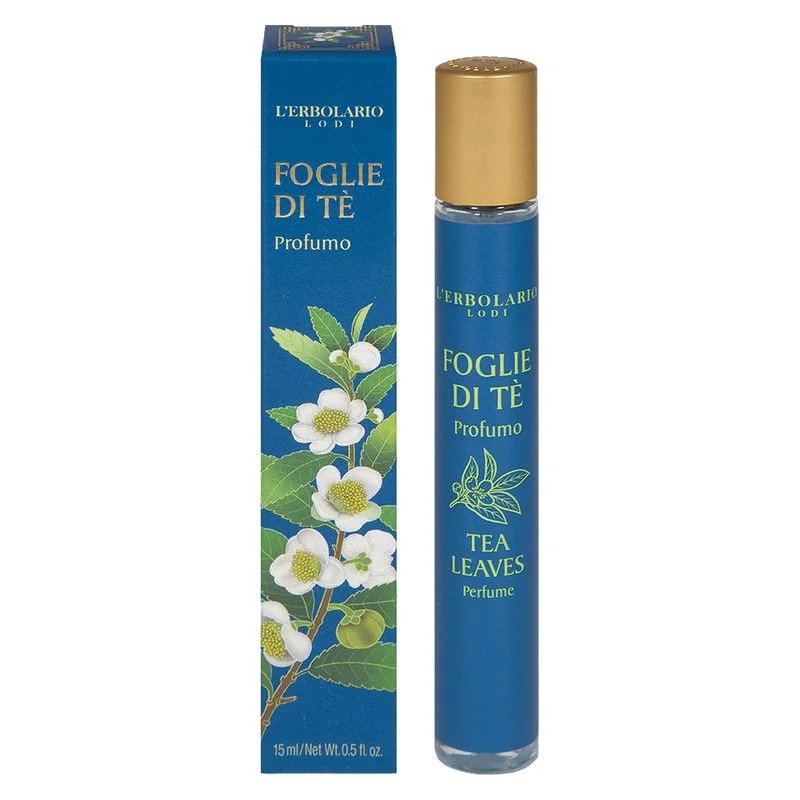 L'ERBOLARIO
LODI
FOGLIE
DI TÈ
Profumo
15 ml/Net Wt. 0.5 fl. oz.
L'ERBOLARIO
LODI
FOGLIE
DI TÈ
Profumo
TEA
LEAVES
Perfume